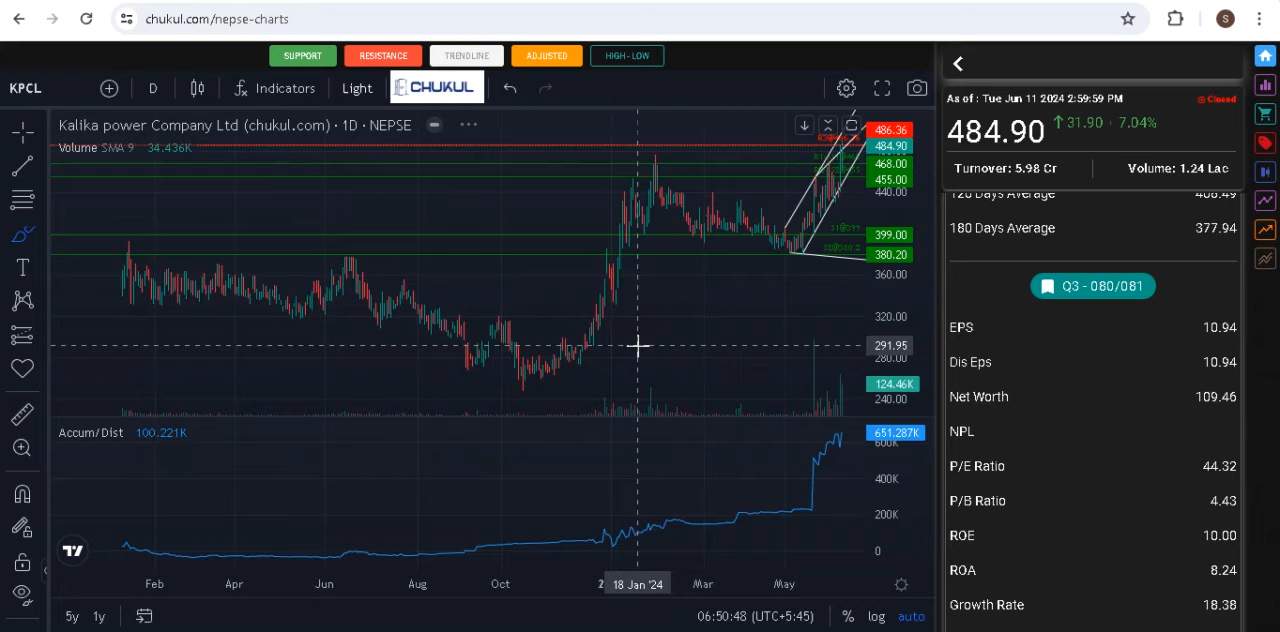 chukul.com/nepse-charts
S
SUPPORT
RESISTANCE
TRENDLINE
ADJUSTED
HIGH-LOW
KPCL
D
Indicators
Light
CHUKUL
Kalika power Company Ltd (chukul.com) · 1D · NEPSE
Volume SMA 9 34.436K
486.36
484.90
468.00
455.00
440.00
399.00
S1@399
380.20
S2@380.2
360.00
320.00
291.95
280.00
124.46K
240.00
Accum/Dist 100.221K
651.287K
600K
400K
200K
0
Feb
Apr
Jun
Aug
Oct
18 Jan '24
Mar
May
5y
1y
06:50:48 (UTC+5:45)
%
log
auto
As of : Tue Jun 11 2024 2:59:59 PM
Closed
484.90 31.90 7.04%
Turnover: 5.98 Cr
Volume: 1.24 Lac
120 Days Average 408.49
180 Days Average 377.94
Q3 - 080/081
EPS 10.94
Dis Eps 10.94
Net Worth 109.46
NPL
P/E Ratio 44.32
P/B Ratio 4.43
ROE 10.00
ROA 8.24
Growth Rate 18.38